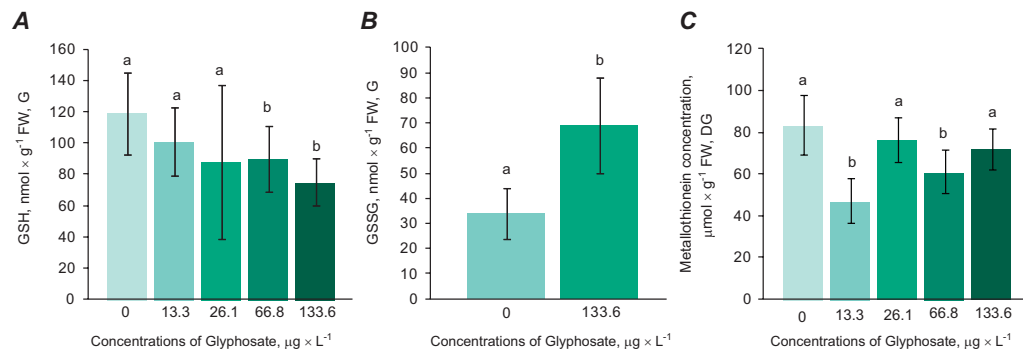 A
GSH, nmol × g-1 FW, G
160
140
120
100
80
60
40
20
0
a
a
a
b
b
0 13.3 26.1 66.8 133.6
Concentrations of Glyphosate, µg × L-1
B
GSSG, nmol × g-1 FW, G
100
90
80
70
60
50
40
30
20
10
0
a
b
0 133.6
Concentrations of Glyphosate, µg × L-1
C
Metallothionein concentration,
µmol × g-1 FW, DG
120
100
80
60
40
20
0
a
b
a
b
a
0 13.3 26.1 66.8 133.6
Concentrations of Glyphosate, µg × L-1